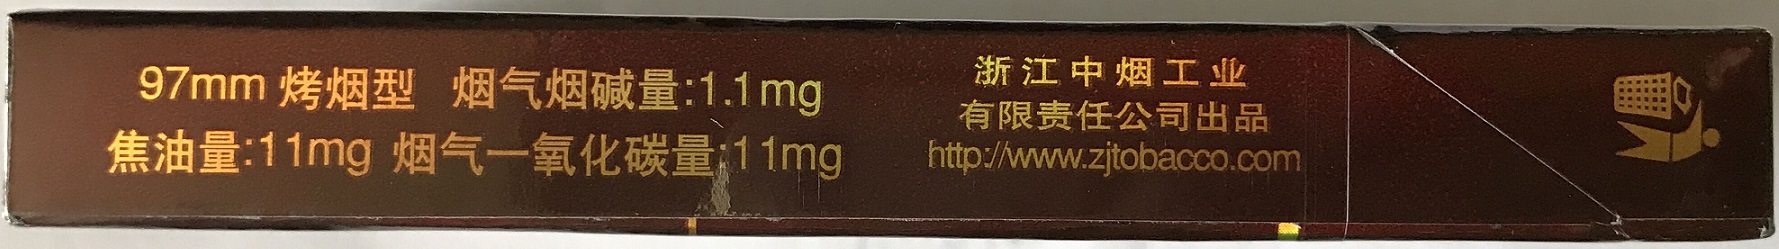 97mm 烤烟型 烟气烟碱量:1.1mg
焦油量:11mg 烟气一氧化碳量:11mg
浙江中烟工业
有限责任公司出品
http://www.zjtobacco.com